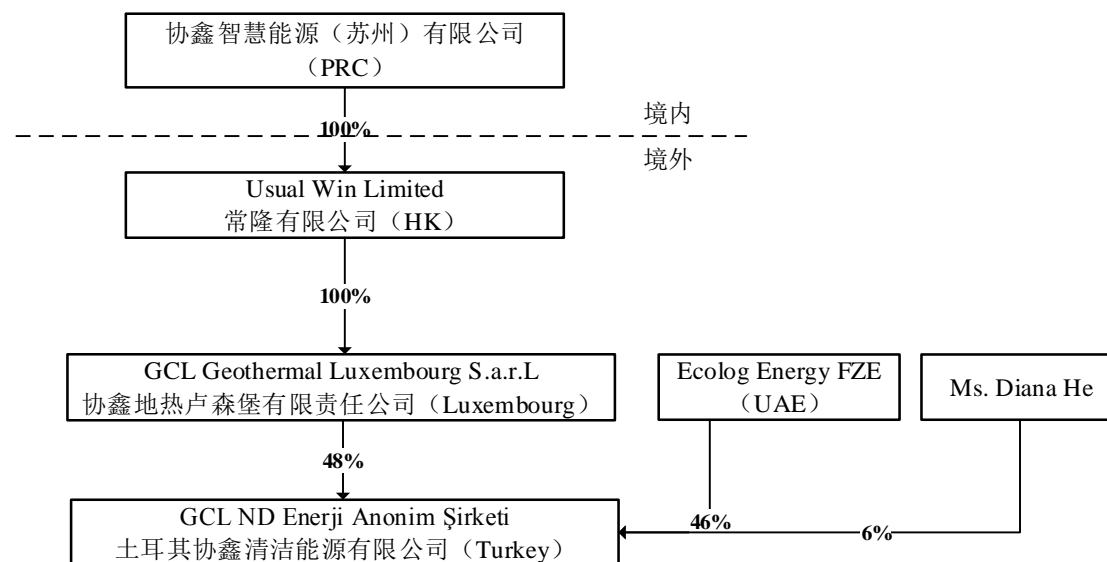 协鑫智慧能源（苏州）有限公司
（PRC）
境内
100%
境外
Usual Win Limited
常隆有限公司（HK）
100%
GCL Geothermal Luxembourg S.a.r.L
协鑫地热卢森堡有限责任公司（Luxembourg）
Ecolog Energy FZE
（UAE）
Ms. Diana He
48%
GCL ND Enerji Anonim Şirketi
土耳其协鑫清洁能源有限公司（Turkey）
46%
6%